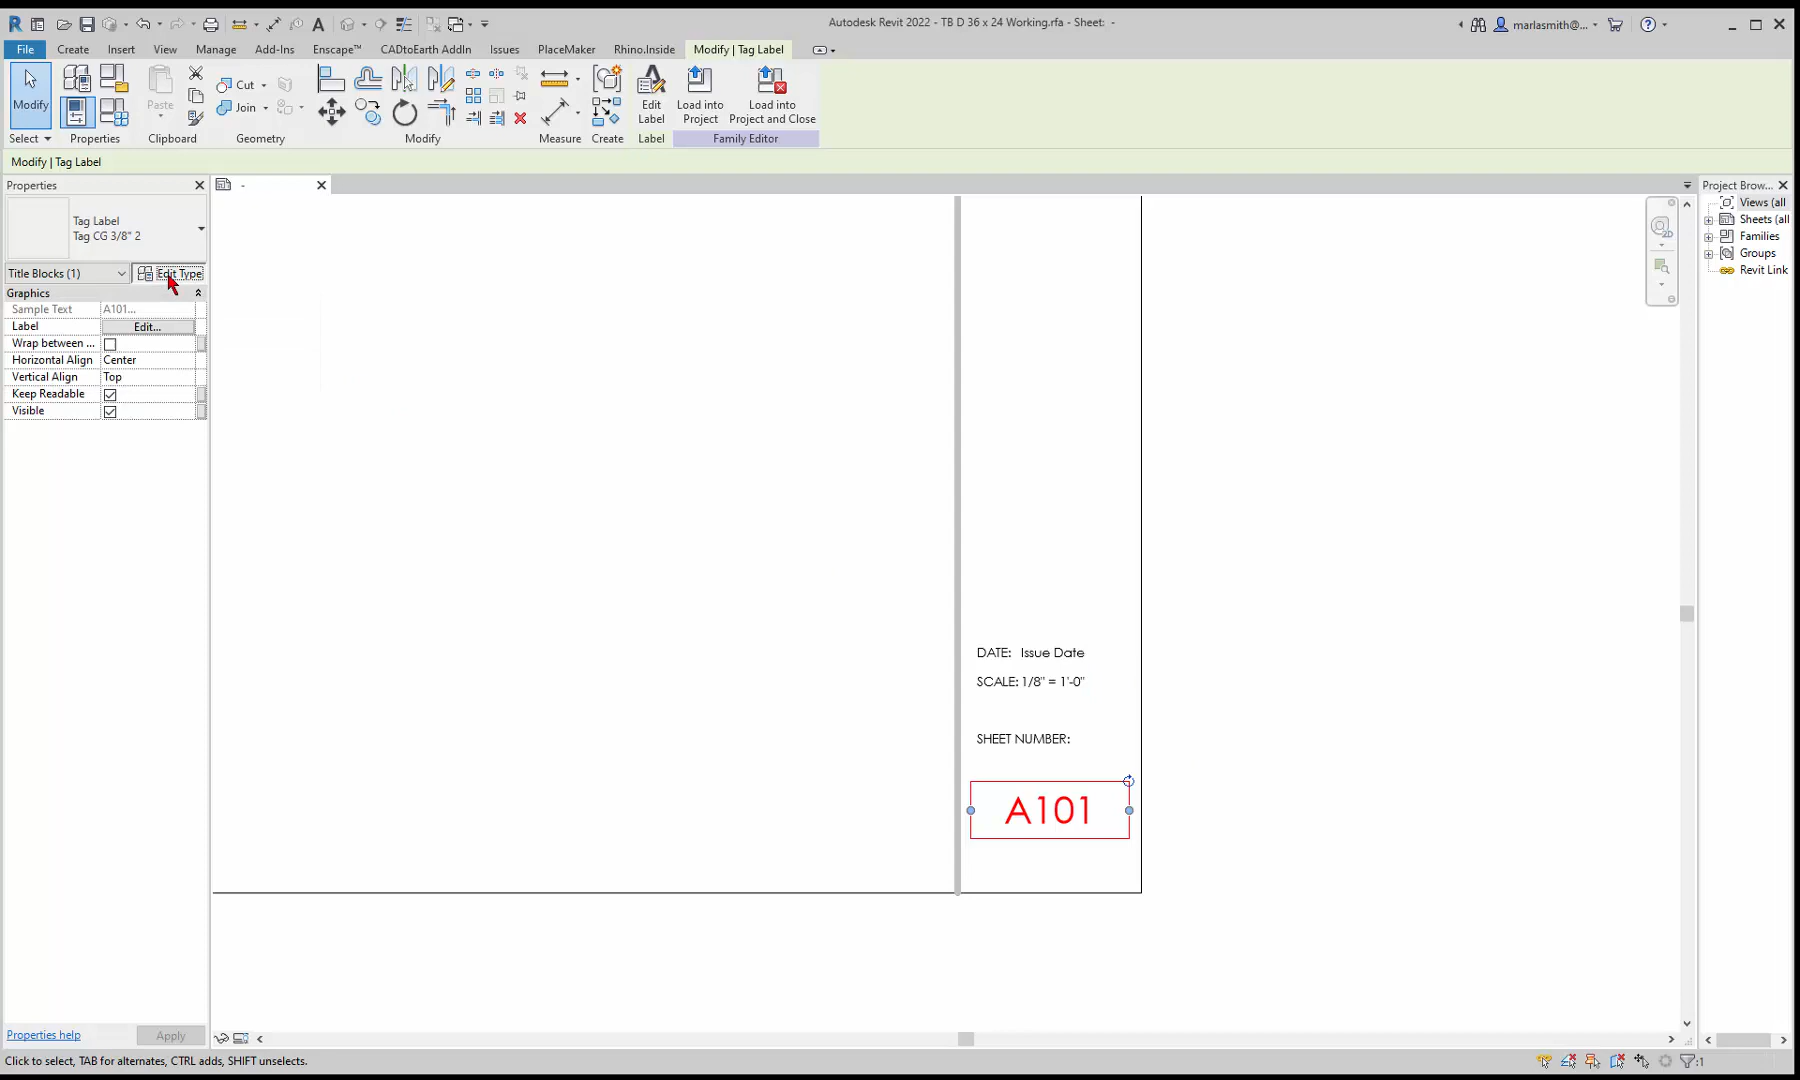 Autodesk Revit 2022 - TB D 36 x 24 Working.rfa - Sheet: -
marlasmith@...
File Create Insert View Manage Add-Ins Enscape™ CADtoEarth AddIn Issues PlaceMaker Rhino.Inside Modify | Tag Label
Modify
Paste
Cut
Join
Edit Label
Load into Project
Load into Project and Close
Select Properties Clipboard Geometry Modify Measure Create Label Family Editor
Modify | Tag Label
Properties
-
Project Brow...
Tag Label
Tag CG 3/8" 2
Title Blocks (1)
Edit Type
Graphics
Sample Text A101...
Label Edit...
Wrap between ...
Horizontal Align Center
Vertical Align Top
Keep Readable
Visible
Views (all
Sheets (all
Families
Groups
Revit Link
2D
DATE: Issue Date
SCALE: 1/8" = 1'-0"
SHEET NUMBER:
A101
Properties help
Apply
Click to select, TAB for alternates, CTRL adds, SHIFT unselects.
:1